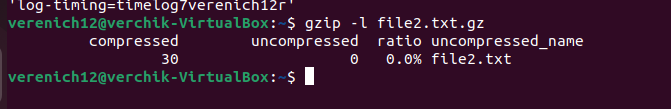 'log-timing=timelog7verenich12r'
verenich12@verchik-VirtualBox:~$ gzip -l file2.txt.gz
compressed uncompressed ratio uncompressed_name
30 0 0.0% file2.txt
verenich12@verchik-VirtualBox:~$